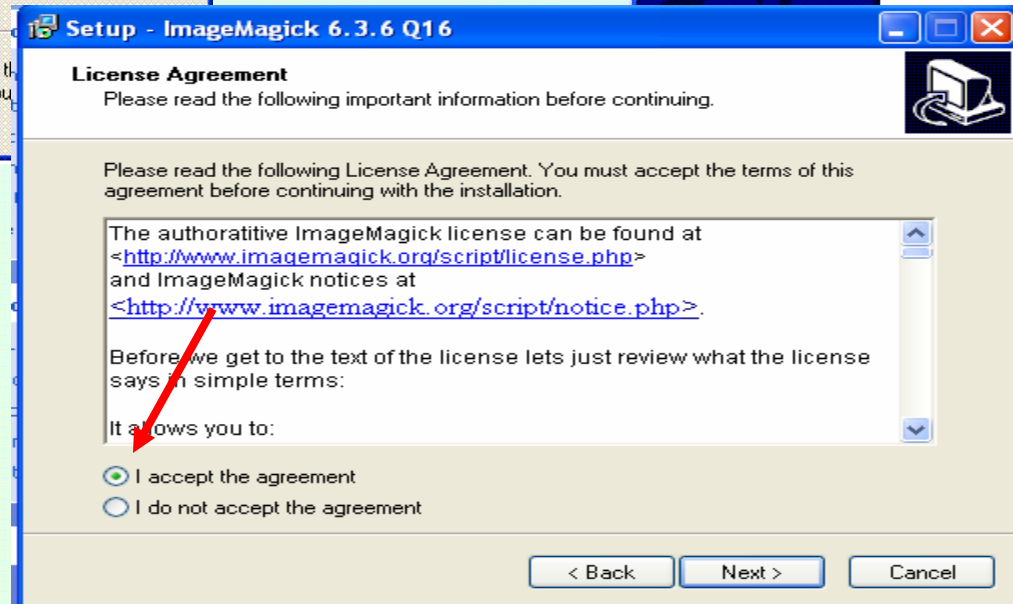 Setup - ImageMagick 6.3.6 Q16
License Agreement
Please read the following important information before continuing.
Please read the following License Agreement. You must accept the terms of this
agreement before continuing with the installation.
The authoratitive ImageMagick license can be found at
<http://www.imagemagick.org/script/license.php>
and ImageMagick notices at
<http://www.imagemagick.org/script/notice.php>.
Before we get to the text of the license lets just review what the license
says in simple terms:
It allows you to:
I accept the agreement
I do not accept the agreement
< Back
Next >
Cancel